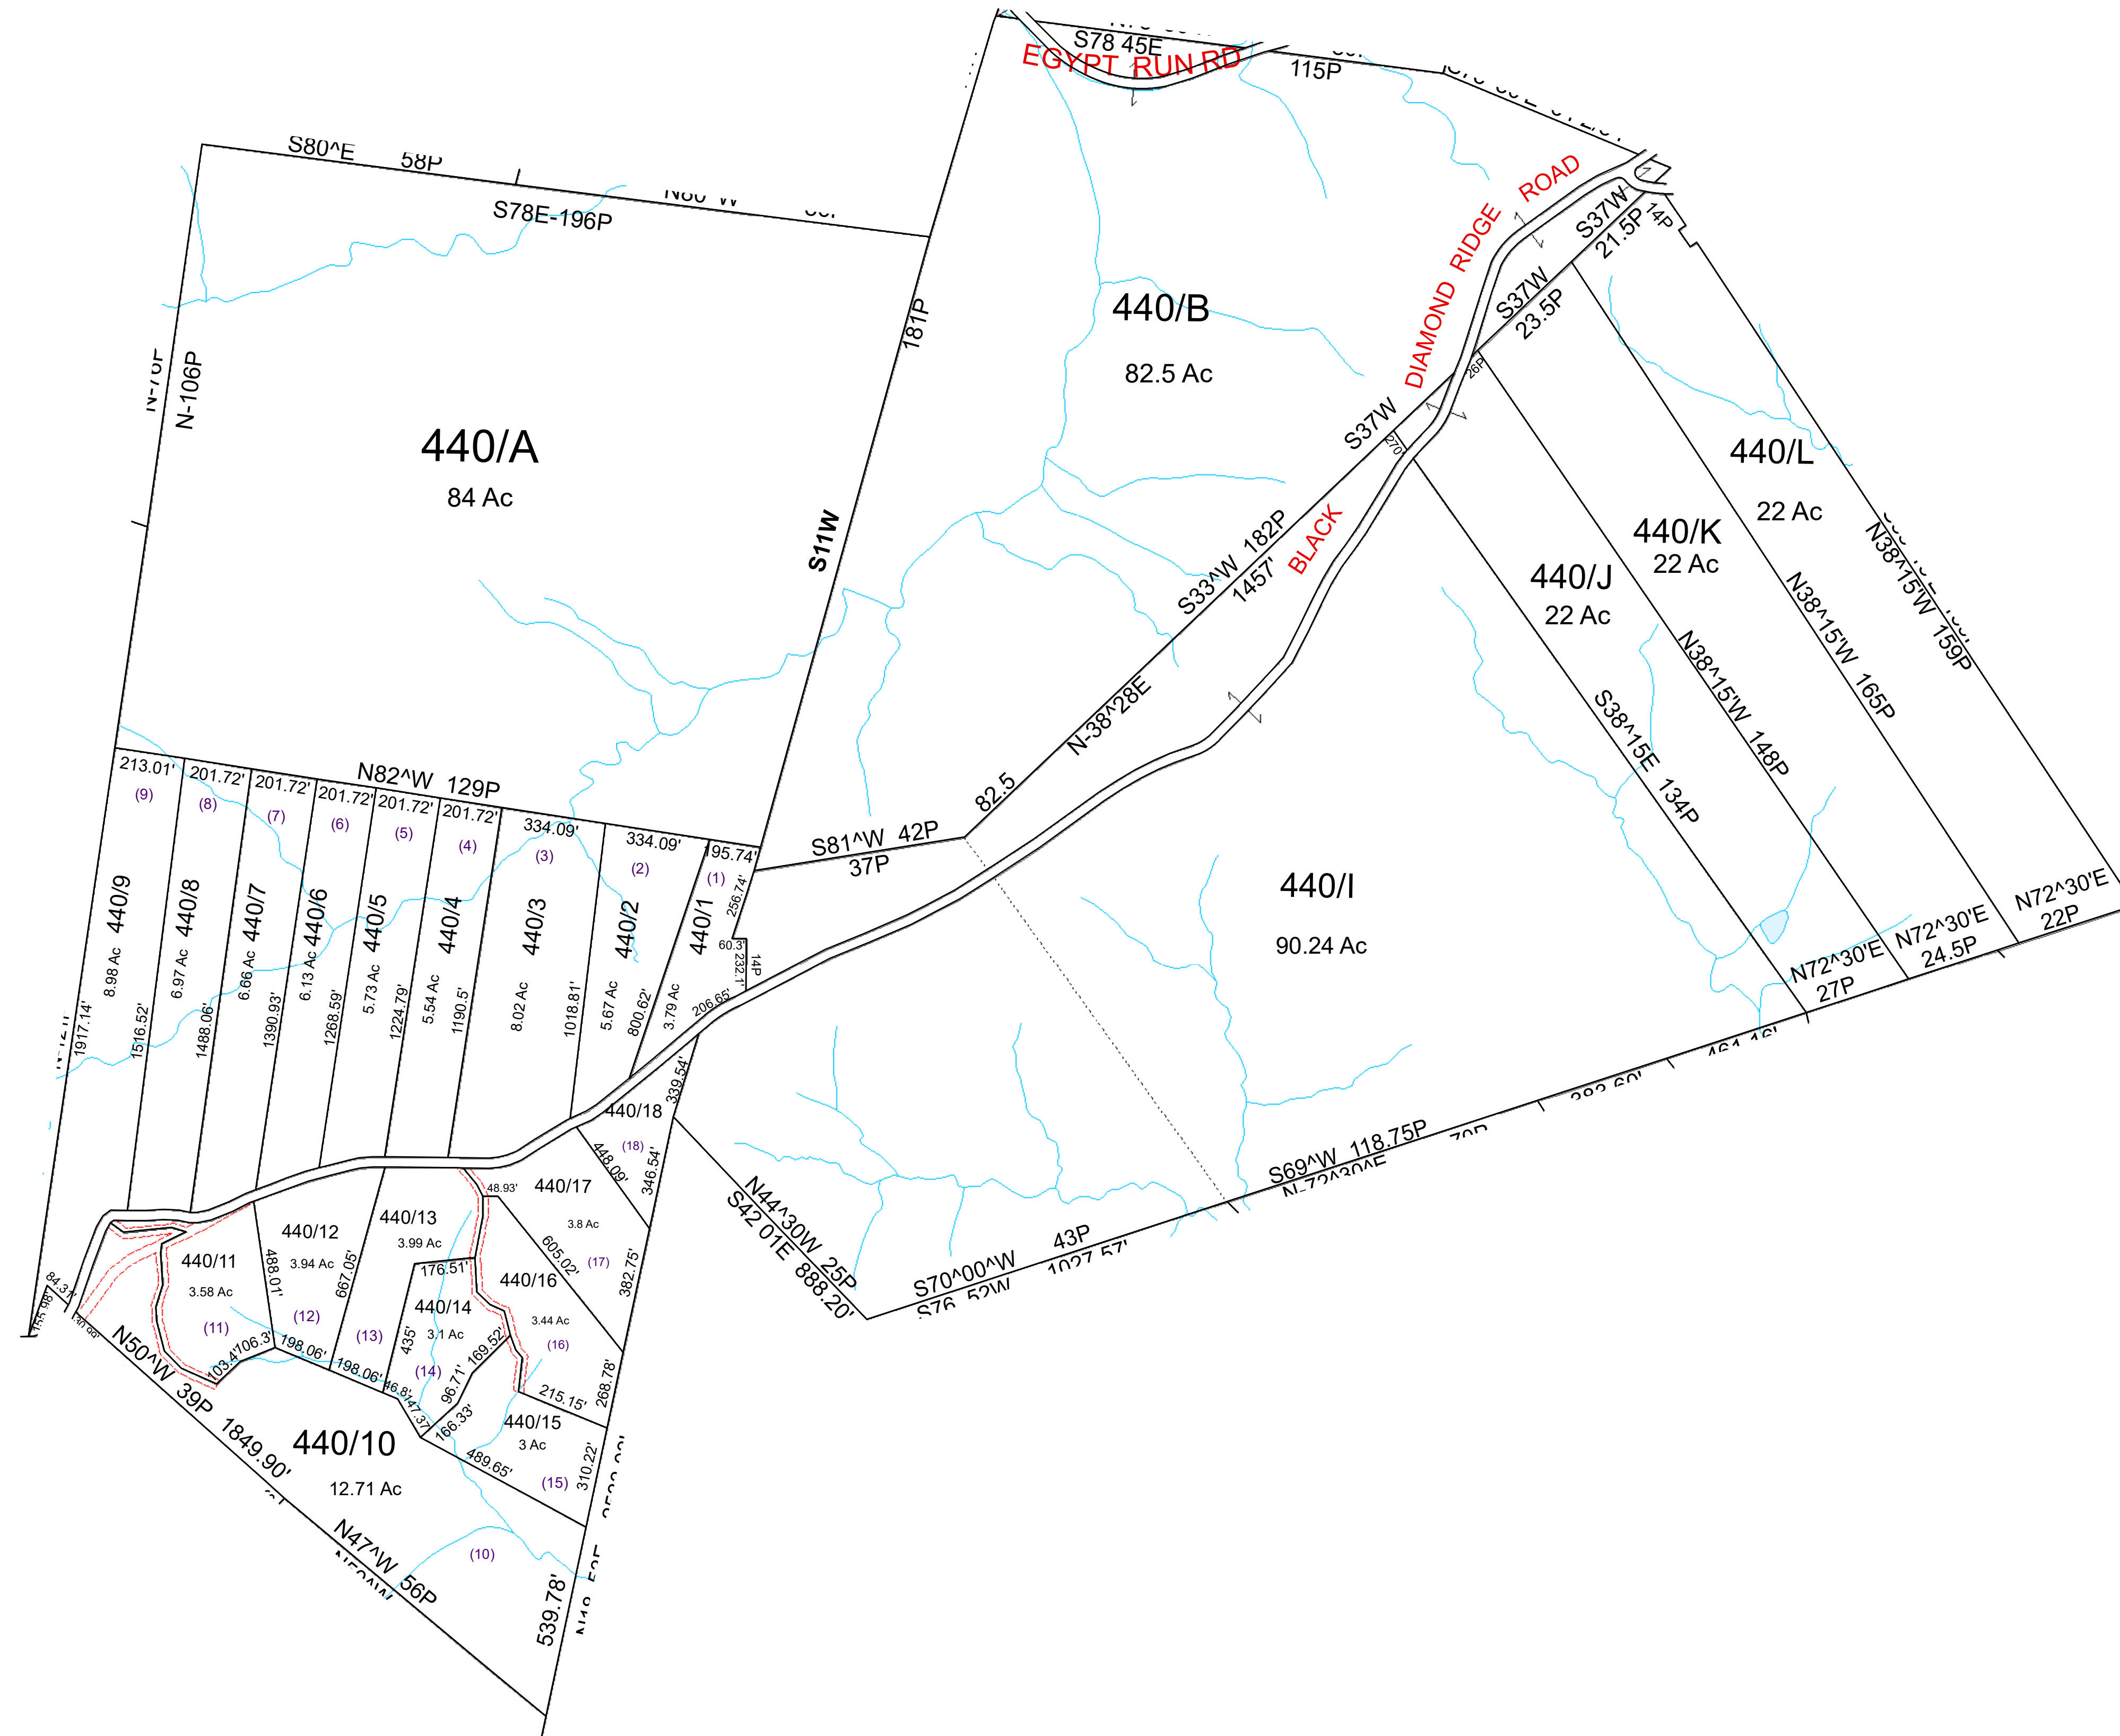 S78 45E
EGYPT RUN RD
115P
S80^E 58P
S78E-196P
N-106P
181P
S11W
440/A
84 Ac
440/B
82.5 Ac
BLACK DIAMOND RIDGE ROAD
S37W
21.5P
14P
S37W
23.5P
26P
S37W
270'
S33^W 182P
1457'
N-38^28E
82.5
S81^W 42P
37P
440/L
22 Ac
440/K
22 Ac
440/J
22 Ac
N38^15'W 159P
N38^15'W 165P
N38^15'W 148P
S38^15E 134P
N72^30'E
22P
N72^30'E
24.5P
N72^30'E
27P
440/I
90.24 Ac
S69^W 118.75P
S70^00^W 43P
N44^30W 25P
S42 01E 888.20'
N82^W 129P
213.01'
201.72'
201.72'
201.72'
201.72'
201.72'
334.09'
334.09'
195.74'
(9)
(8)
(7)
(6)
(5)
(4)
(3)
(2)
(1)
440/9
8.98 Ac
1917.14'
440/8
6.97 Ac
1516.52'
440/7
6.66 Ac
1488.06'
440/6
6.13 Ac
1390.93'
440/5
5.73 Ac
1268.59'
440/4
5.54 Ac
1224.79'
440/3
8.02 Ac
1190.5'
440/2
5.67 Ac
1018.81'
440/1
3.79 Ac
800.62'
256.74'
60.3'
232.1'
14P
206.65'
339.54'
440/18
(18)
448.09'
346.54'
48.93'
440/17
3.8 Ac
(17)
605.02'
382.75'
440/16
3.44 Ac
(16)
268.78'
215.15'
440/15
3 Ac
(15)
310.22'
489.65'
440/13
3.99 Ac
(13)
176.51'
440/14
3.1 Ac
(14)
435'
169.52'
96.71'
166.33'
440/12
3.94 Ac
(12)
488.01'
667.05'
198.06'
198.06'
440/11
3.58 Ac
(11)
84.31'
155.98'
N50^W 39P 1849.90'
440/10
12.71 Ac
(10)
N47^W 56P
539.78'